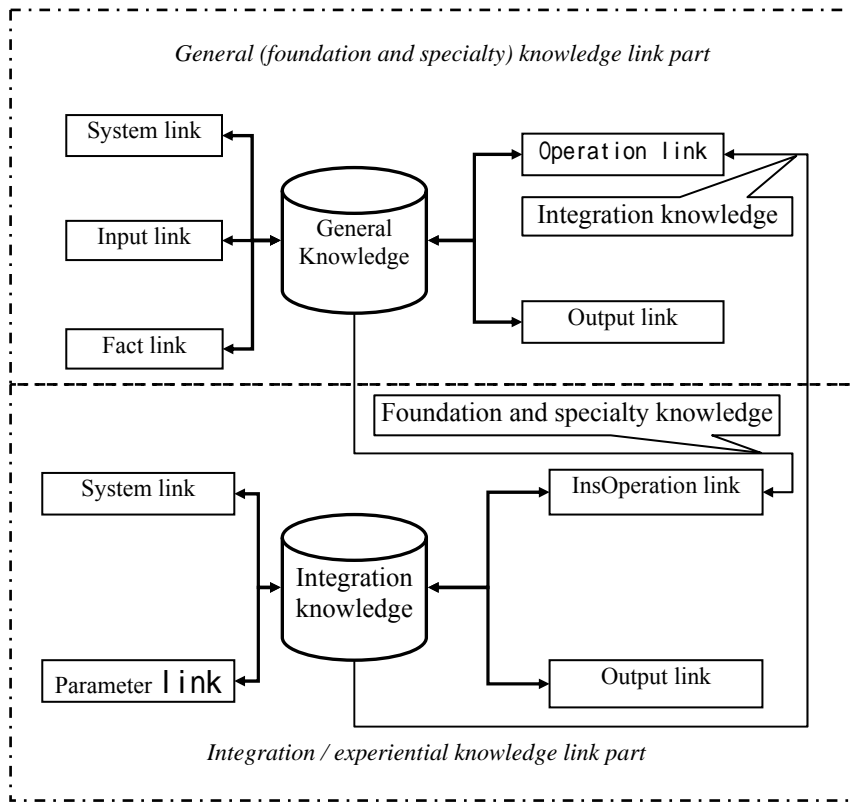 General (foundation and specialty) knowledge link part
System link
Operation link
General
Knowledge
Integration knowledge
Input link
Output link
Fact link
Foundation and specialty knowledge
System link
InsOperation link
Integration
knowledge
Parameter link
Output link
Integration / experiential knowledge link part